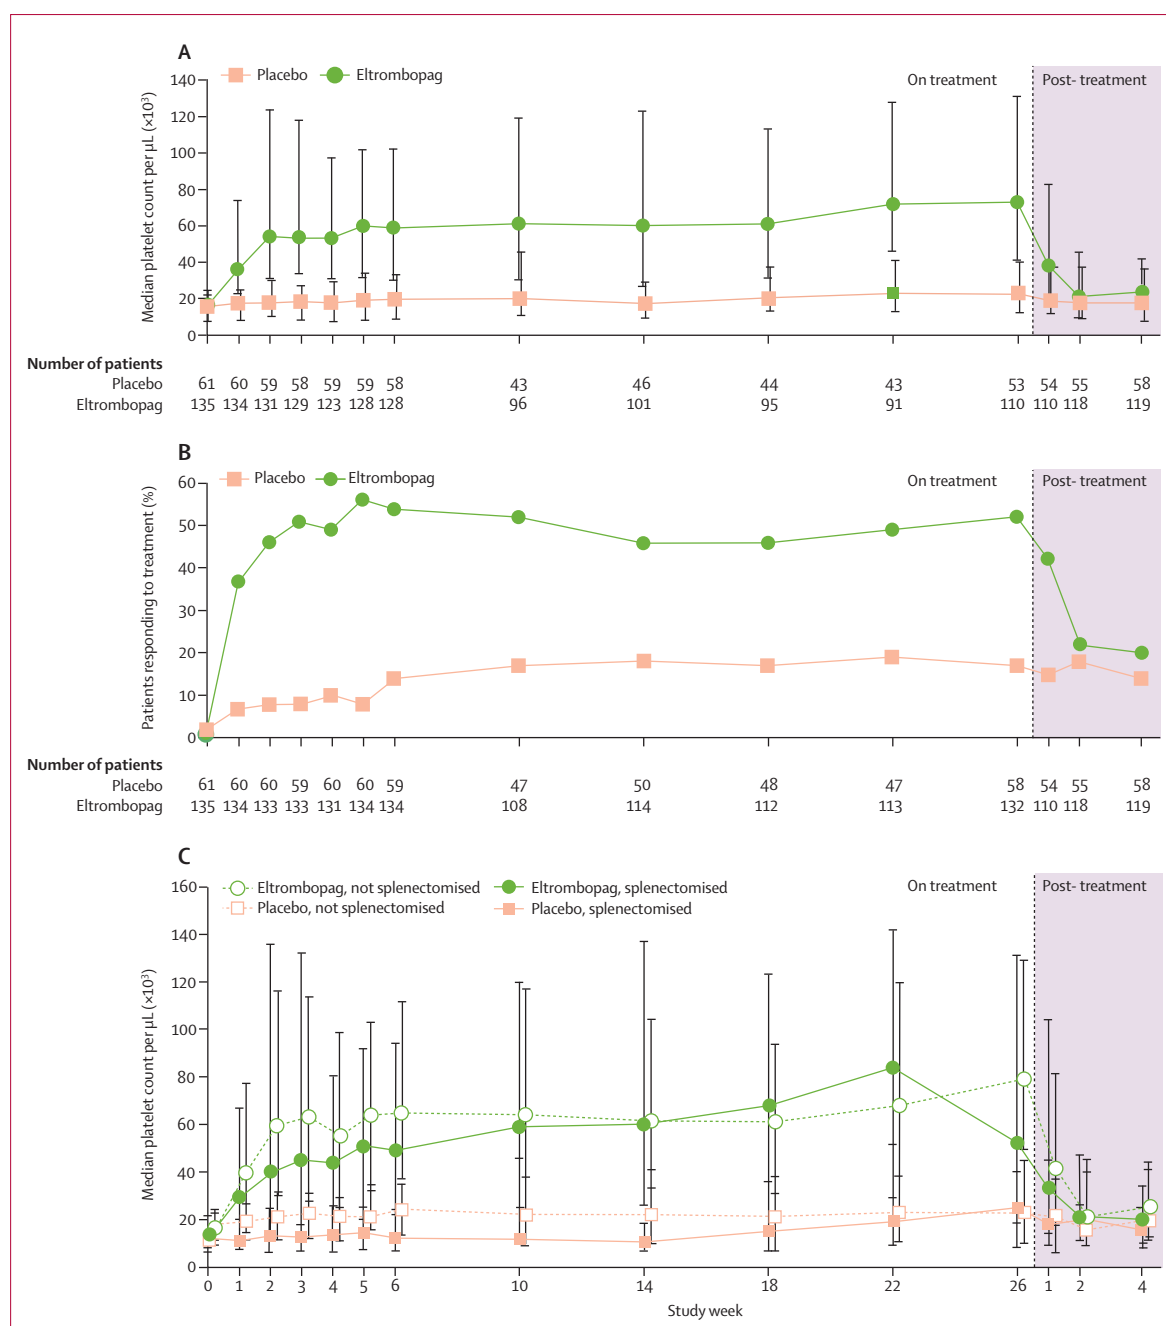 A
Placebo Eltrombopag On treatment Post- treatment
Median platelet count per µL (×10³)
140
120
100
80
60
40
20
0
Number of patients
Placebo 61 60 59 58 59 59 58 43 46 44 43 53 54 55 58
Eltrombopag 135 134 131 129 123 128 128 96 101 95 91 110 110 118 119
B
Placebo Eltrombopag On treatment Post- treatment
Patients responding to treatment (%)
60
50
40
30
20
10
0
Number of patients
Placebo 61 60 60 59 60 60 59 47 50 48 47 58 54 55 58
Eltrombopag 135 134 133 133 131 134 134 108 114 112 113 132 110 118 119
C
Eltrombopag, not splenectomised Eltrombopag, splenectomised On treatment Post- treatment
Placebo, not splenectomised Placebo, splenectomised
Median platelet count per µL (×10³)
160
140
120
100
80
60
40
20
0
0 1 2 3 4 5 6 10 14 18 22 26 1 2 4
Study week